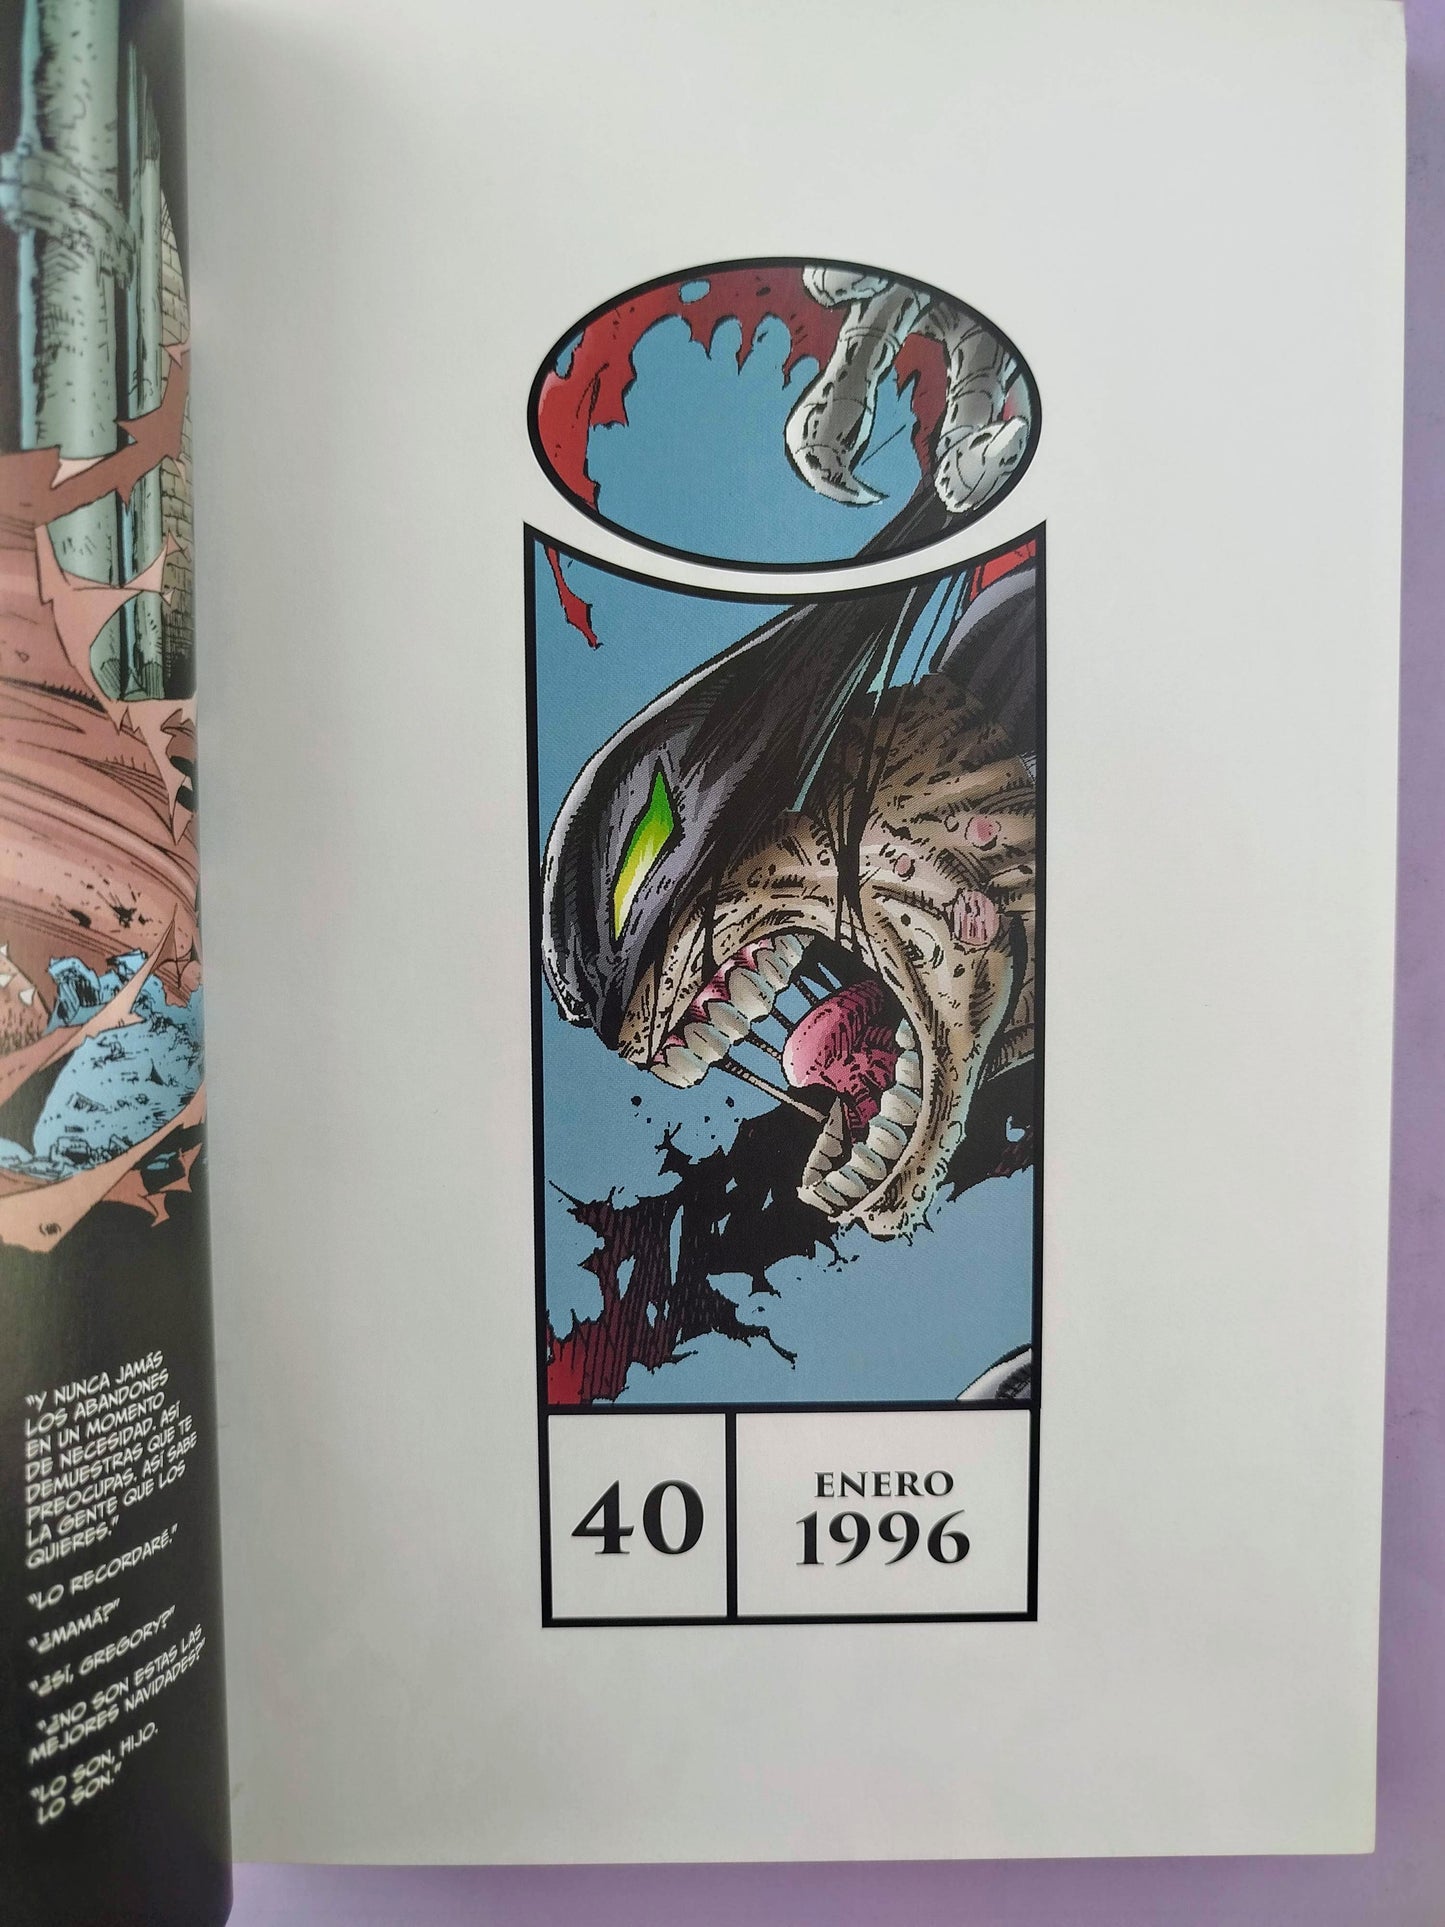 "Y NUNCA JAMÁS
LOS ABANDONES
EN UN MOMENTO
DE NECESIDAD. ASÍ
DEMUESTRAS QUE TE
PREOCUPAS. ASÍ SABE
LA GENTE QUE LOS
QUIERES."
"LO RECORDARÉ."
"¿MAMÁ?"
"¿SÍ, GREGORY?"
"¿NO SON ESTAS LAS
MEJORES NAVIDADES?"
"LO SON, HIJO.
LO SON."
40
ENERO
1996